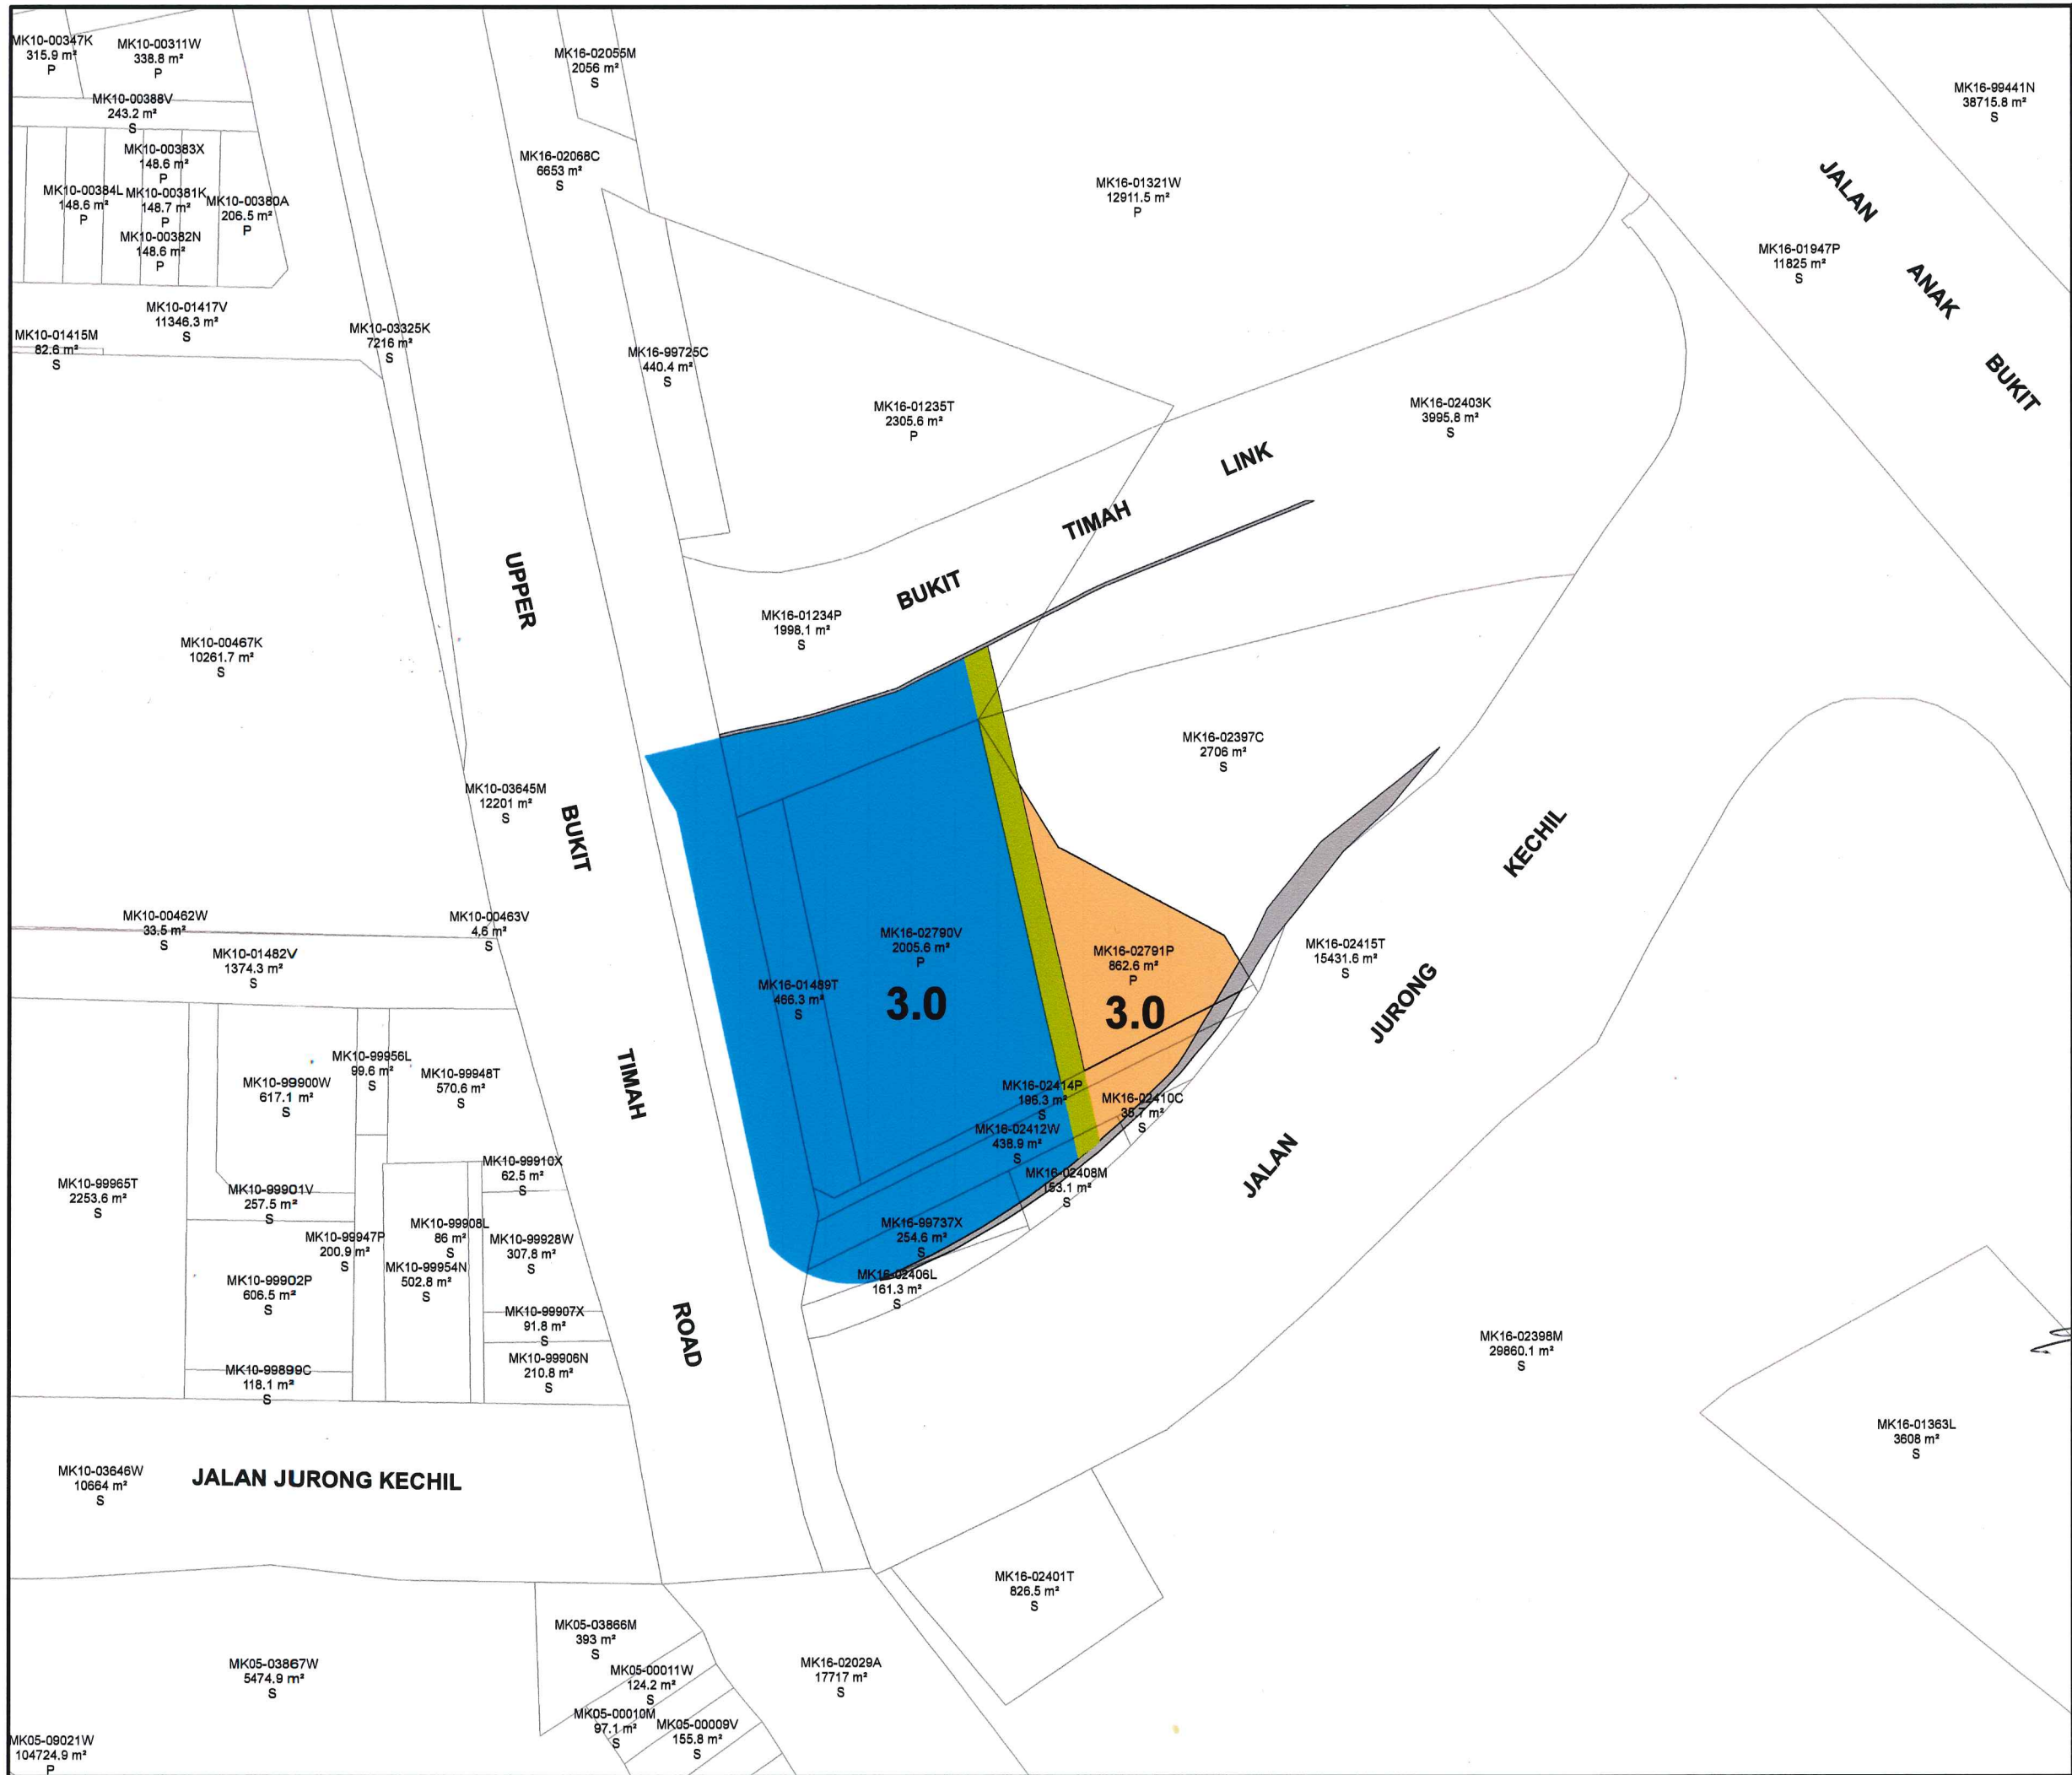 MK10-00347K
315.9 m²
P
MK10-00311W
338.8 m²
P
MK10-00388V
243.2 m²
S
MK10-00383X
148.6 m²
P
MK10-00384L
148.6 m²
P
MK10-00381K
148.7 m²
P
MK10-00380A
206.5 m²
P
MK10-00382N
148.6 m²
P
MK10-01417V
11346.3 m²
S
MK10-01415M
82.6 m²
S
MK10-03325K
7216 m²
S
MK16-02055M
2056 m²
S
MK16-02068C
6653 m²
S
MK16-99725C
440.4 m²
S
MK16-01321W
12911.5 m²
P
MK16-99441N
38715.8 m²
S
MK16-01947P
11825 m²
S
JALAN
ANAK
BUKIT
MK16-01235T
2305.6 m²
P
MK16-02403K
3995.8 m²
S
BUKIT
TIMAH
LINK
MK16-01234P
1998.1 m²
S
MK10-00467K
10261.7 m²
S
UPPER
BUKIT
TIMAH
ROAD
MK10-03645M
12201 m²
S
MK16-02397C
2706 m²
S
MK10-00462W
33.5 m²
S
MK10-00463V
4.6 m²
S
MK10-01482V
1374.3 m²
S
MK16-02790V
2005.6 m²
P
3.0
MK16-01489T
466.3 m²
S
MK16-02791P
862.6 m²
P
3.0
MK16-02415T
15431.6 m²
S
JALAN
JURONG
KECHIL
MK10-99956L
99.6 m²
S
MK10-99900W
617.1 m²
S
MK10-99948T
570.6 m²
S
MK16-02414P
186.3 m²
S
MK16-02410C
35.7 m²
S
MK16-02412W
438.9 m²
S
MK16-02408M
153.1 m²
S
MK10-99965T
2253.6 m²
S
MK10-99901V
257.5 m²
S
MK10-99910X
62.5 m²
S
MK10-99947P
200.9 m²
S
MK10-99908L
86 m²
S
MK10-99928W
307.8 m²
S
MK10-99954N
502.8 m²
S
MK10-99902P
606.5 m²
S
MK10-99907X
91.8 m²
S
MK10-99906N
210.8 m²
S
MK10-99899C
118.1 m²
S
MK16-99737X
254.6 m²
S
MK16-02406L
161.3 m²
S
MK16-02398M
29860.1 m²
S
MK16-01363L
3608 m²
S
MK10-03646W
10664 m²
S
JALAN JURONG KECHIL
MK16-02401T
826.5 m²
S
MK05-03866M
393 m²
S
MK05-03867W
5474.9 m²
S
MK05-00011W
124.2 m²
S
MK05-00010M
97.1 m²
S
MK05-00009V
155.8 m²
S
MK16-02029A
17717 m²
S
MK05-09021W
104724.9 m²
P